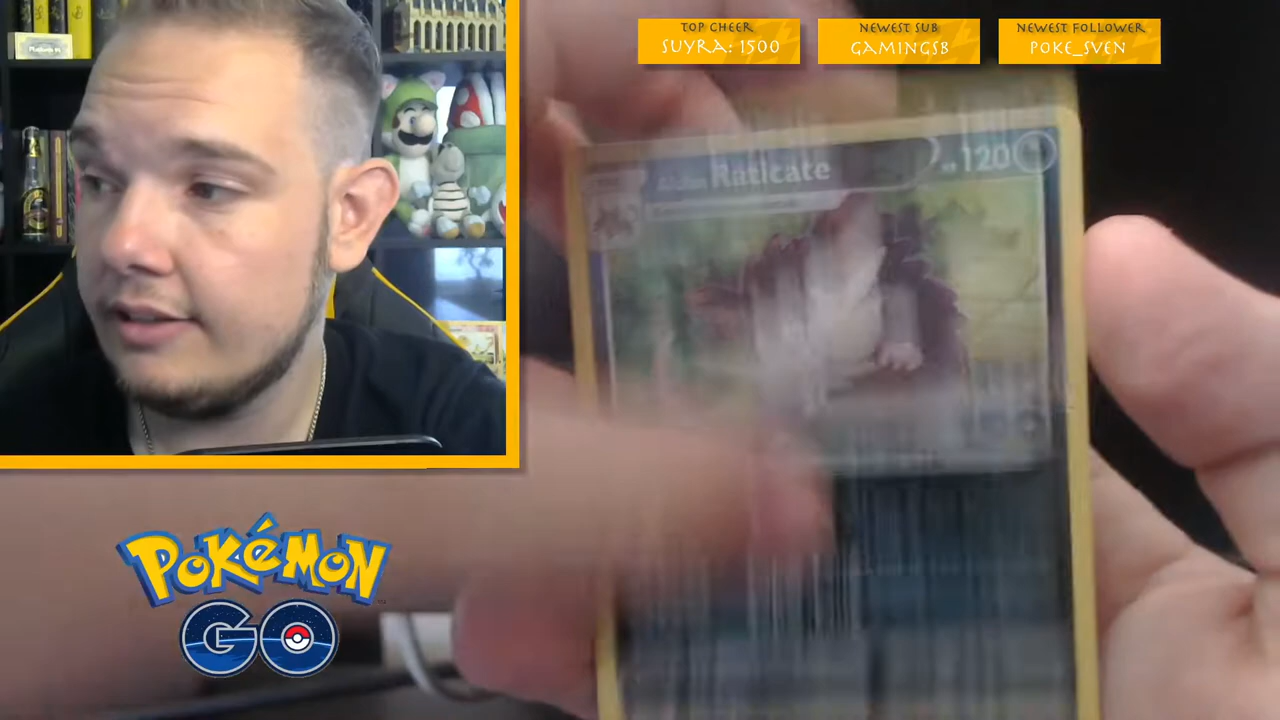 TOP CHEER
SUYRA: 1500
NEWEST SUB
GAMINGSB
NEWEST FOLLOWER
POKE_SVEN
Alolan Raticate
120
POKÉMON
GO